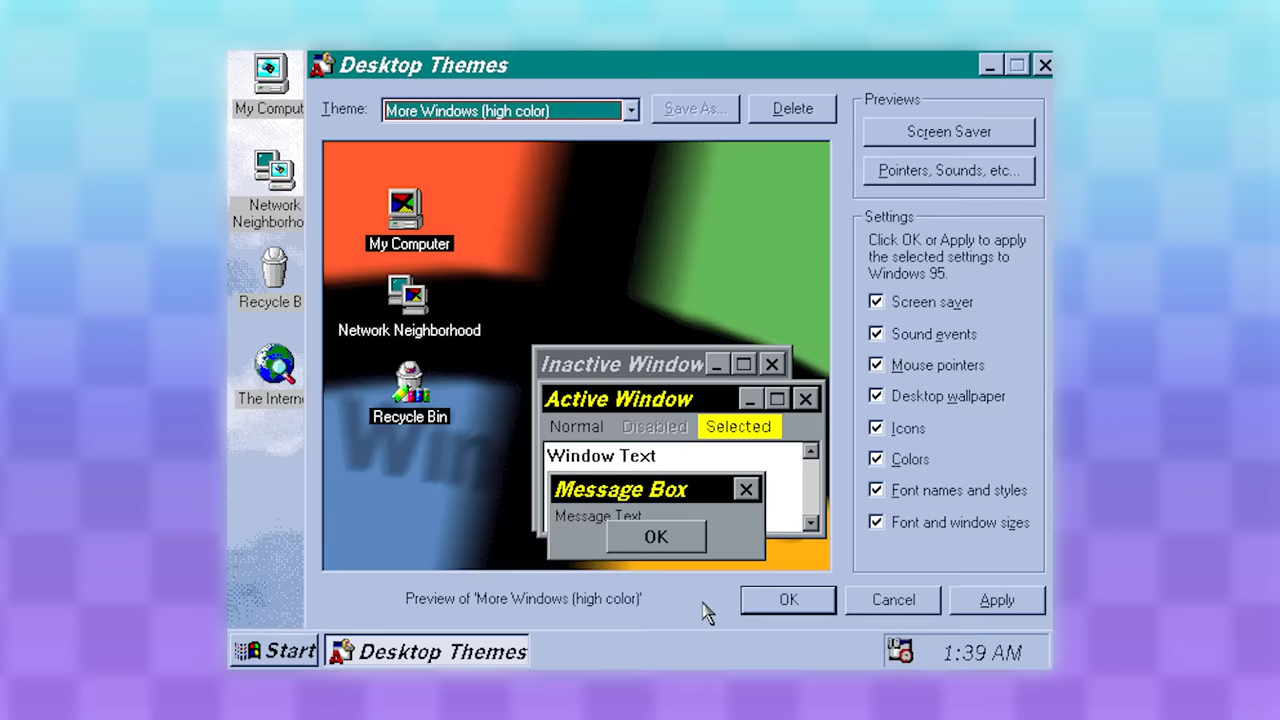 My Comput
Network
Neighborho
Recycle B
The Intern
Desktop Themes
Theme:
More Windows (high color)
Save As...
Delete
My Computer
Network Neighborhood
Recycle Bin
Win
Inactive Window
Active Window
Normal Disabled Selected
Window Text
Message Box
Message Text
OK
Preview of 'More Windows (high color)'
Previews
Screen Saver
Pointers, Sounds, etc...
Settings
Click OK or Apply to apply
the selected settings to
Windows 95.
Screen saver
Sound events
Mouse pointers
Desktop wallpaper
Icons
Colors
Font names and styles
Font and window sizes
OK
Cancel
Apply
Start
Desktop Themes
1:39 AM